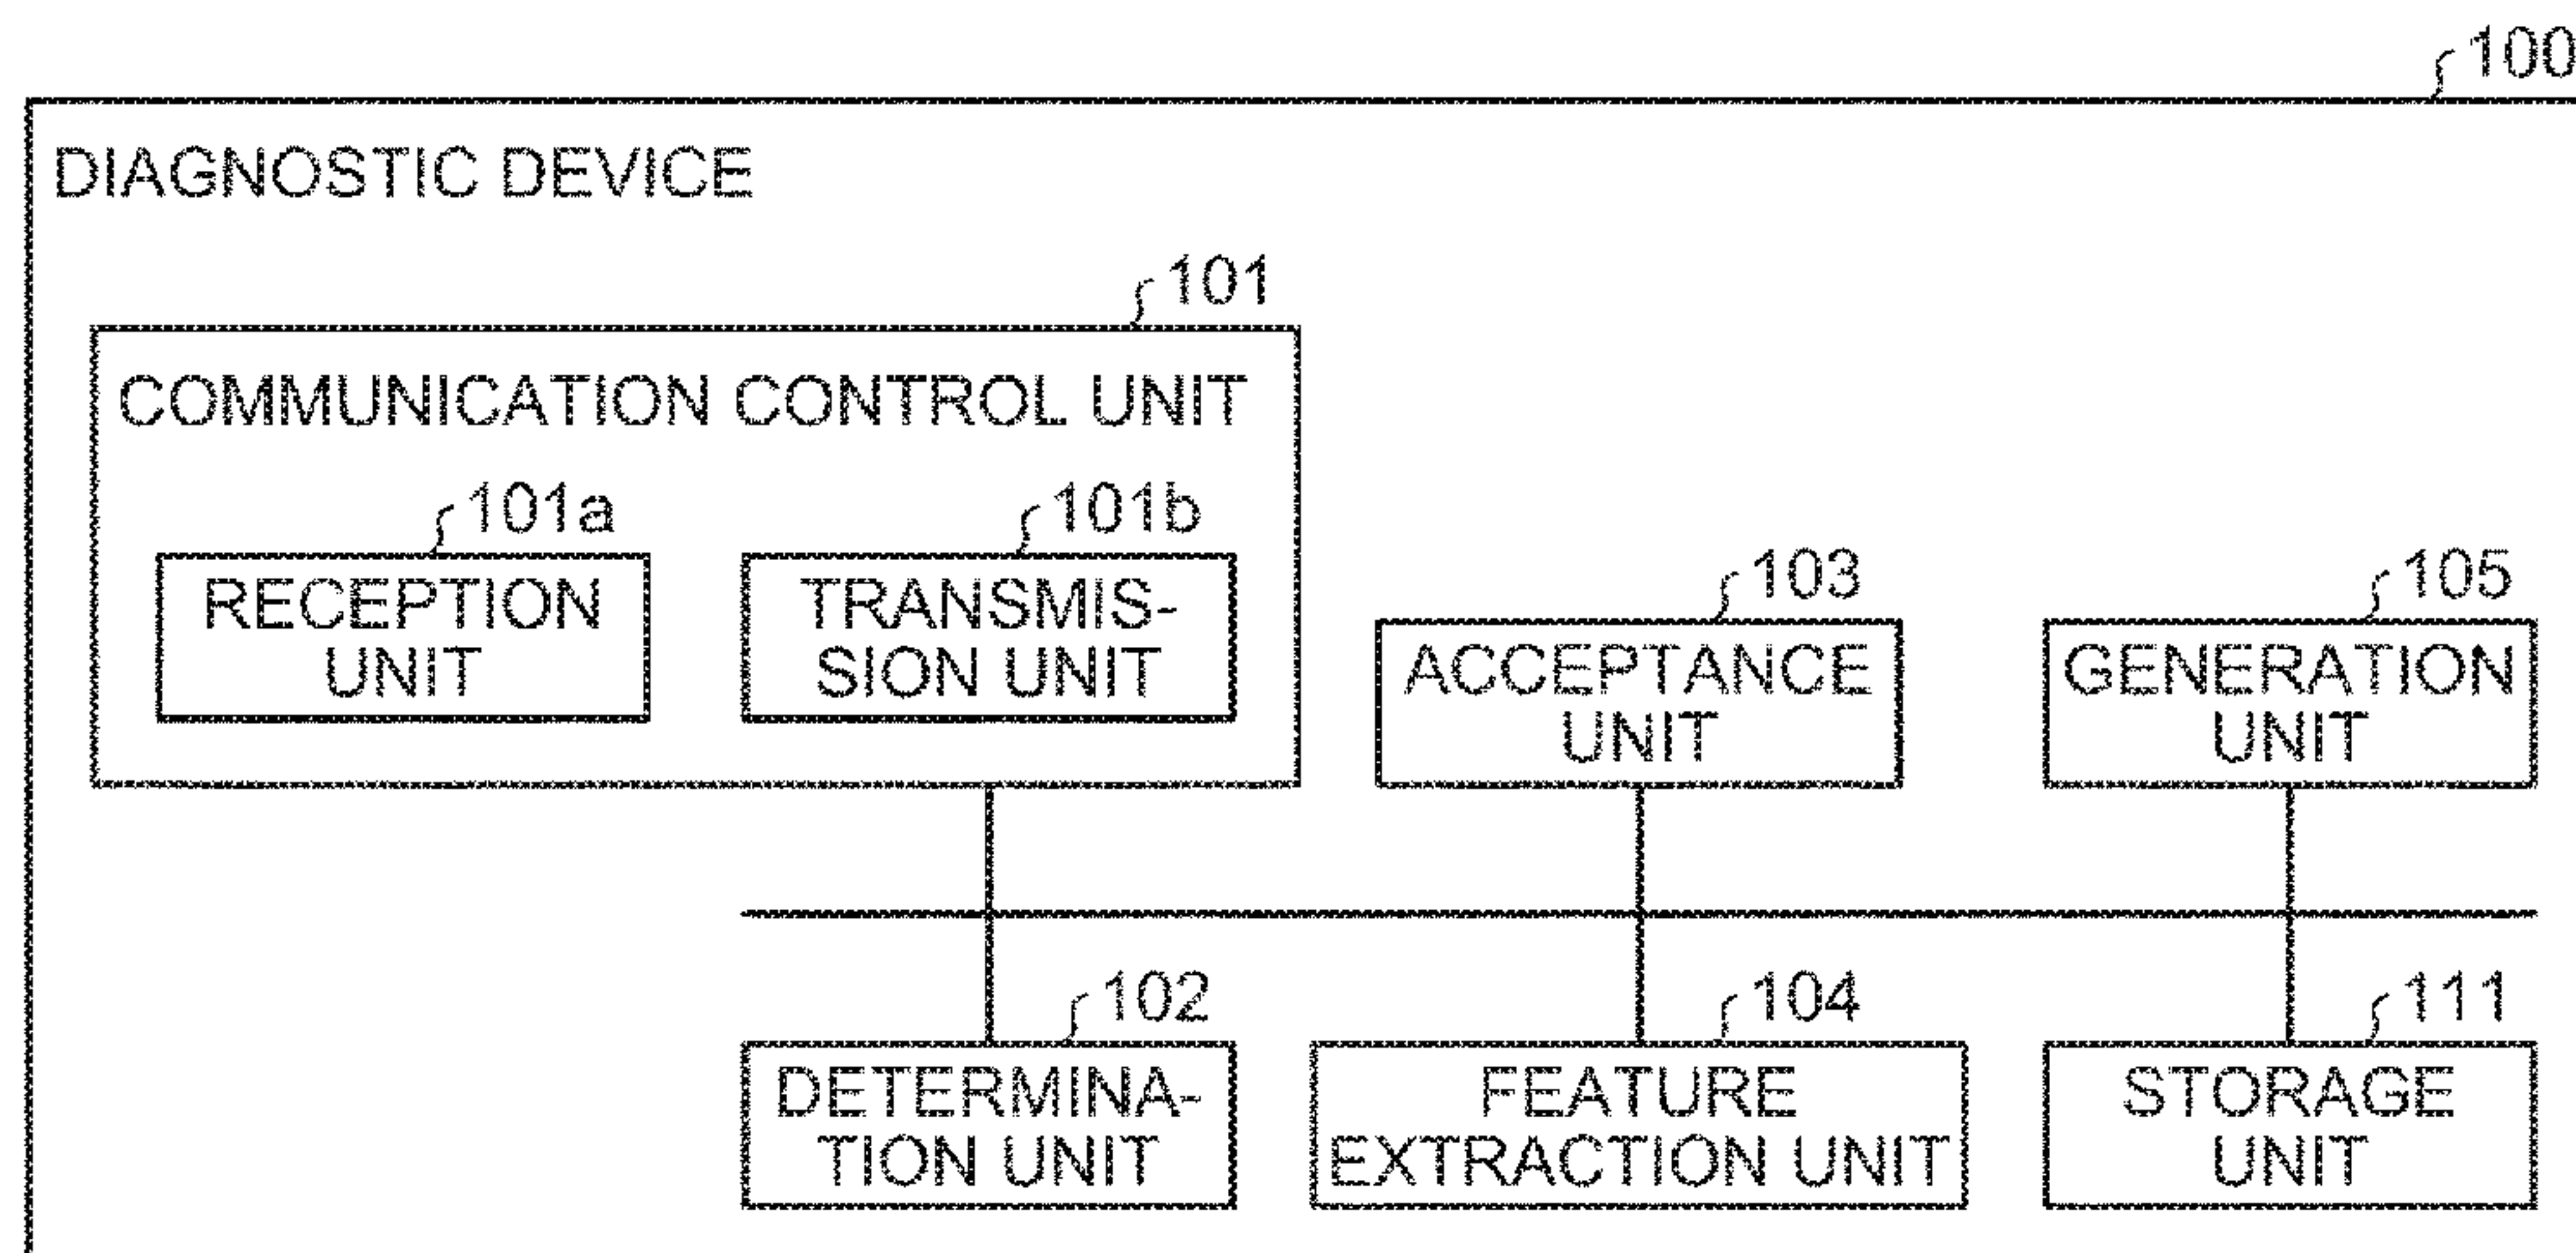 100
DIAGNOSTIC DEVICE
101
COMMUNICATION CONTROL UNIT
101a
RECEPTION
UNIT
101b
TRANSMIS-
SION UNIT
103
ACCEPTANCE
UNIT
105
GENERATION
UNIT
102
DETERMINA-
TION UNIT
104
FEATURE
EXTRACTION UNIT
111
STORAGE
UNIT